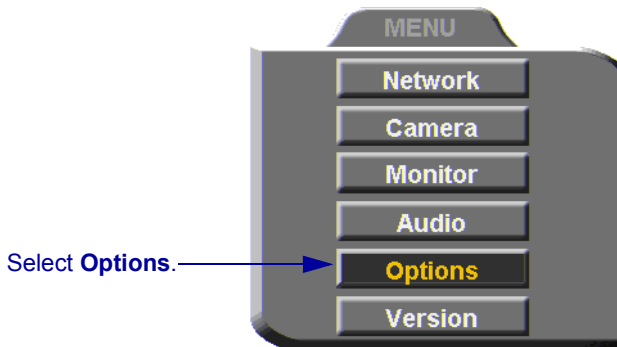 MENU
Network
Camera
Monitor
Audio
Select Options.
Options
Version